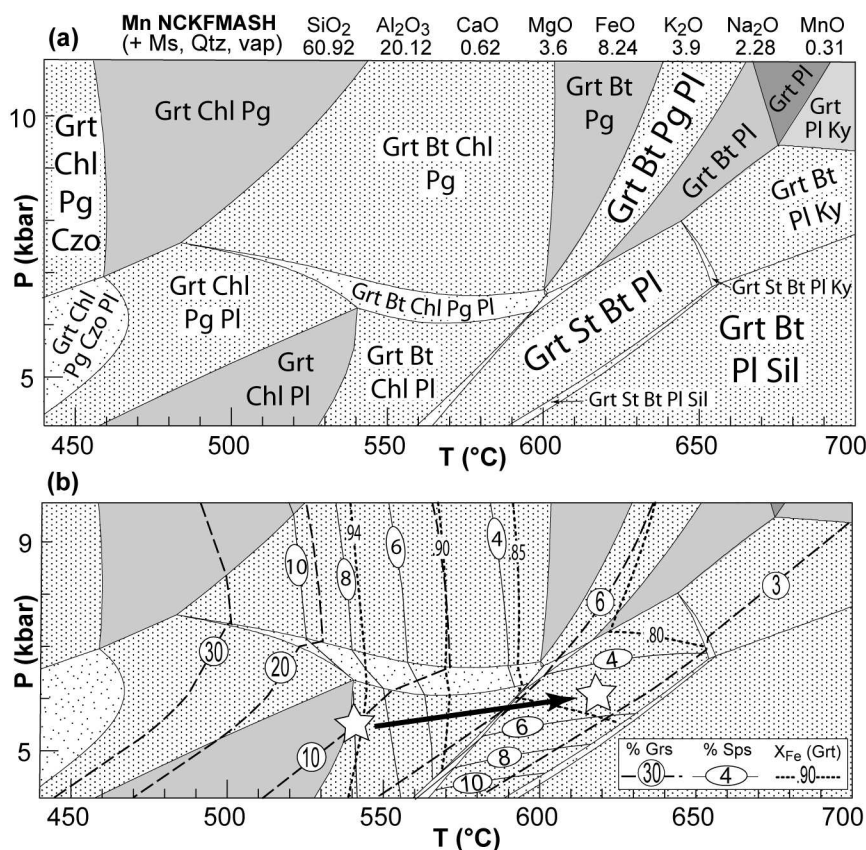 (a) Mn NCKFMASH SiO2 Al2O3 CaO MgO FeO K2O Na2O MnO
(+ Ms, Qtz, vap) 60.92 20.12 0.62 3.6 8.24 3.9 2.28 0.31
P (kbar)
10
5
Grt
Chl
Pg
Czo
Grt Chl Pg
Grt Bt Chl
Pg
Grt Bt
Pg
Grt Bt Pg Pl
Grt Bt Pl
Grt Pl
Grt
Pl Ky
Grt Bt
Pl Ky
Grt Chl
Pg Czo Pl
Grt Chl
Pg Pl
Grt Bt Chl Pg Pl
Grt St Bt Pl
Grt St Bt Pl Ky
Grt
Chl Pl
Grt Bt
Chl Pl
Grt Bt
Pl Sil
Grt St Bt Pl Sil
440 500 550 600 650 700
T (°C)
(b)
P (kbar)
9
5
10
8
6
4
.94
.90
.85
6
3
.80
30
20
10
4
6
8
10
% Grs % Sps XFe (Grt)
30 4 .90
440 500 550 600 650 700
T (°C)